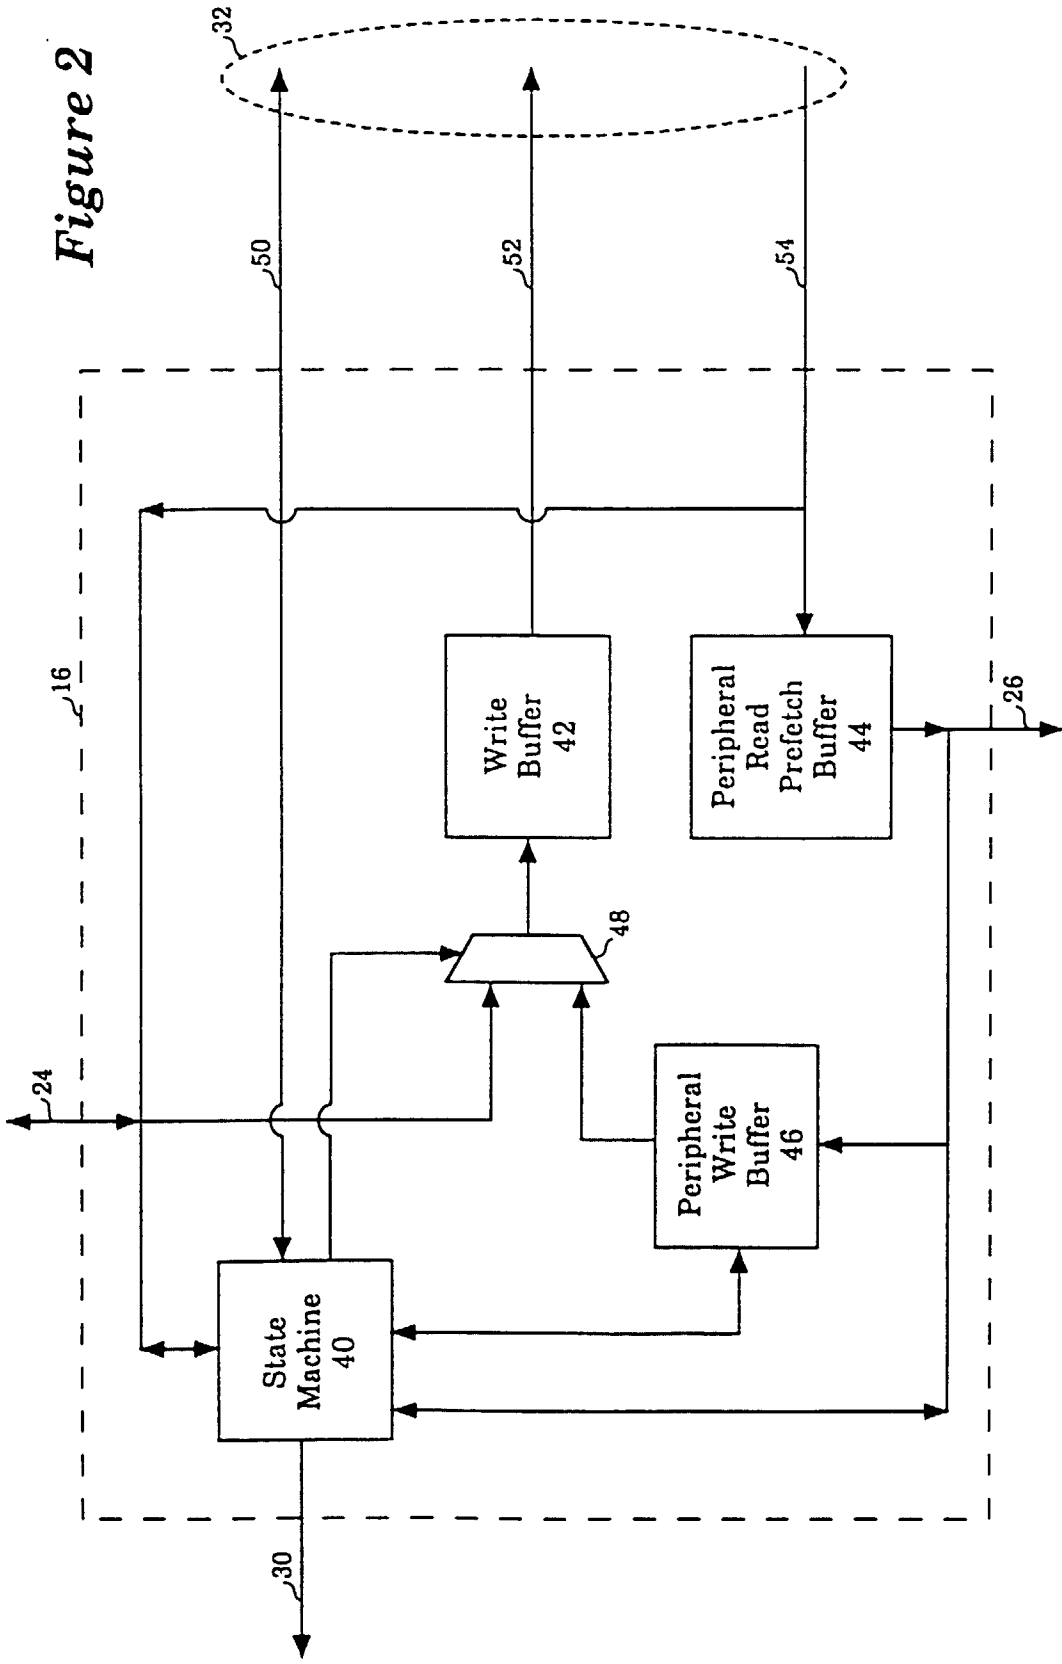 Figure 2
32
50
52
54
16
24
26
30
State
Machine
40
Write
Buffer
42
Peripheral
Read
Prefetch
Buffer
44
48
Peripheral
Write
Buffer
46